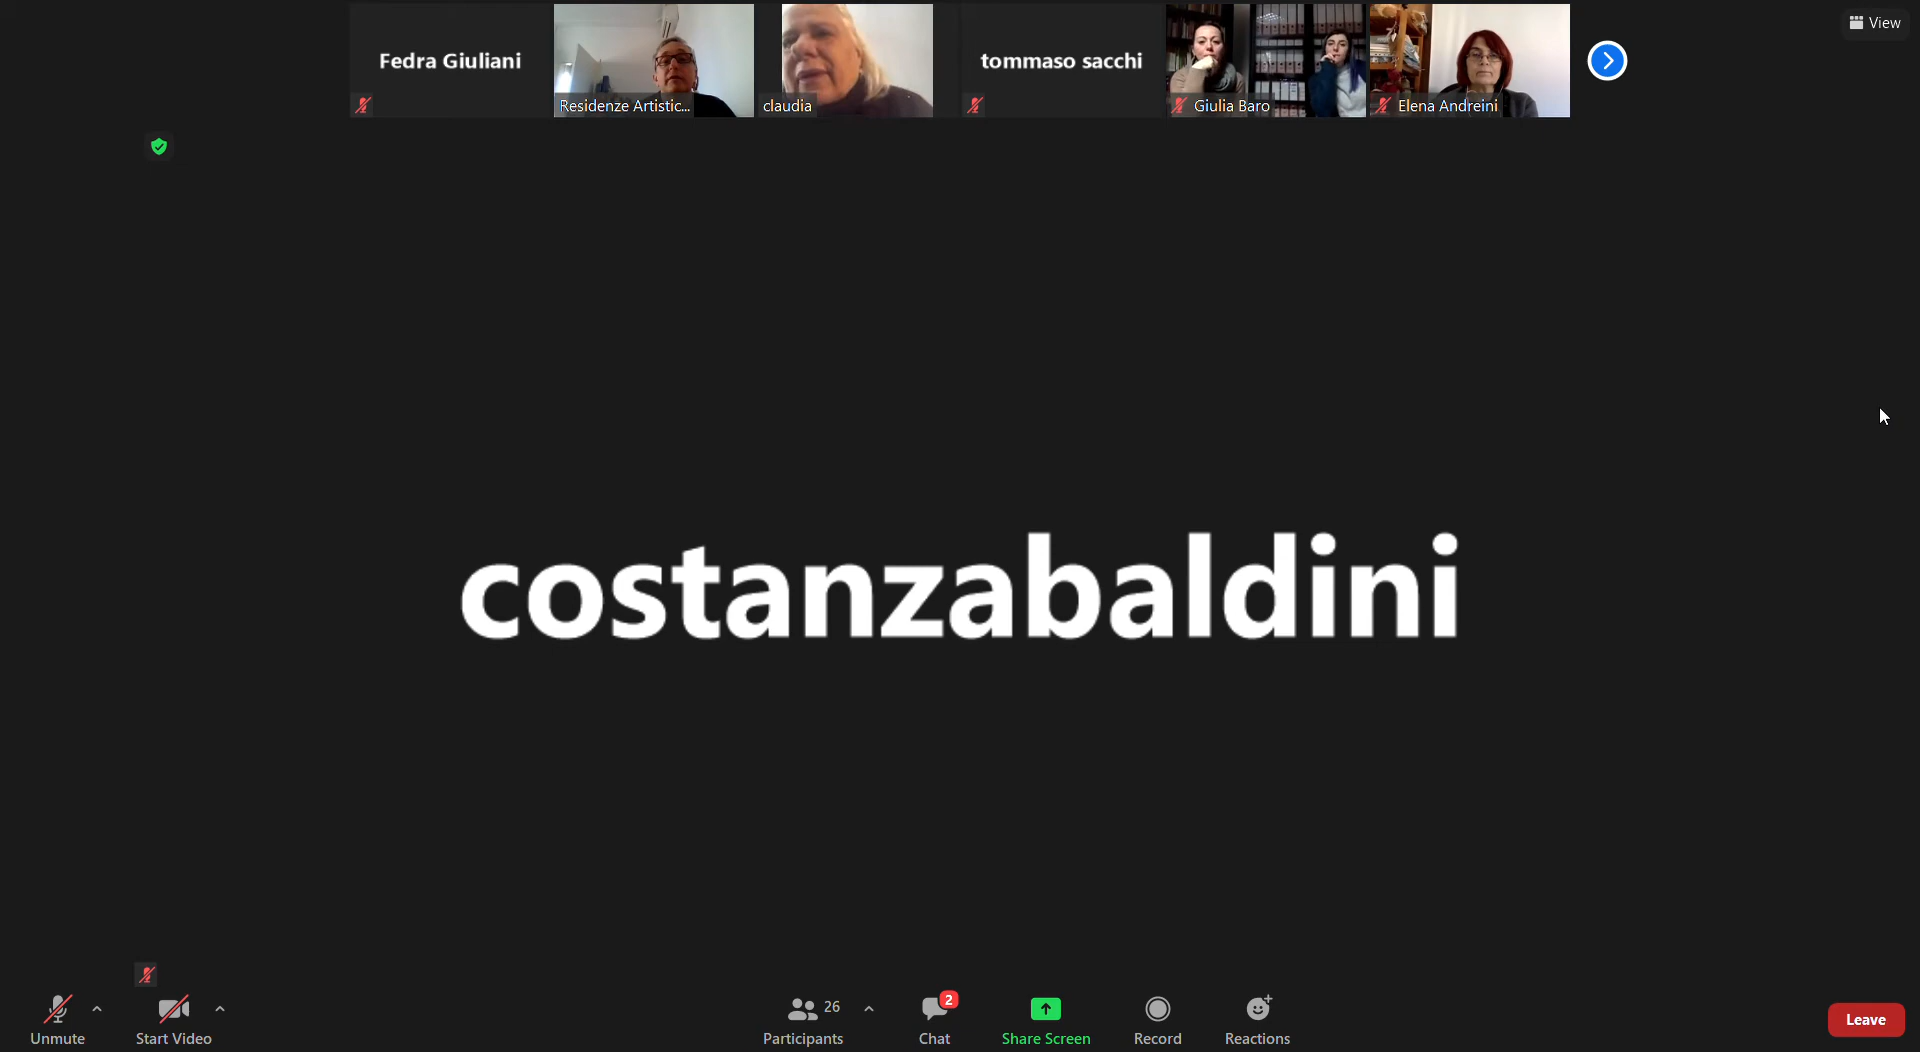 View
Fedra Giuliani
Residenze Artistic...
claudia
tommaso sacchi
Giulia Baro
Elena Andreini
costanzabaldini
Unmute
Start Video
26
Participants
2
Chat
Share Screen
Record
Reactions
Leave